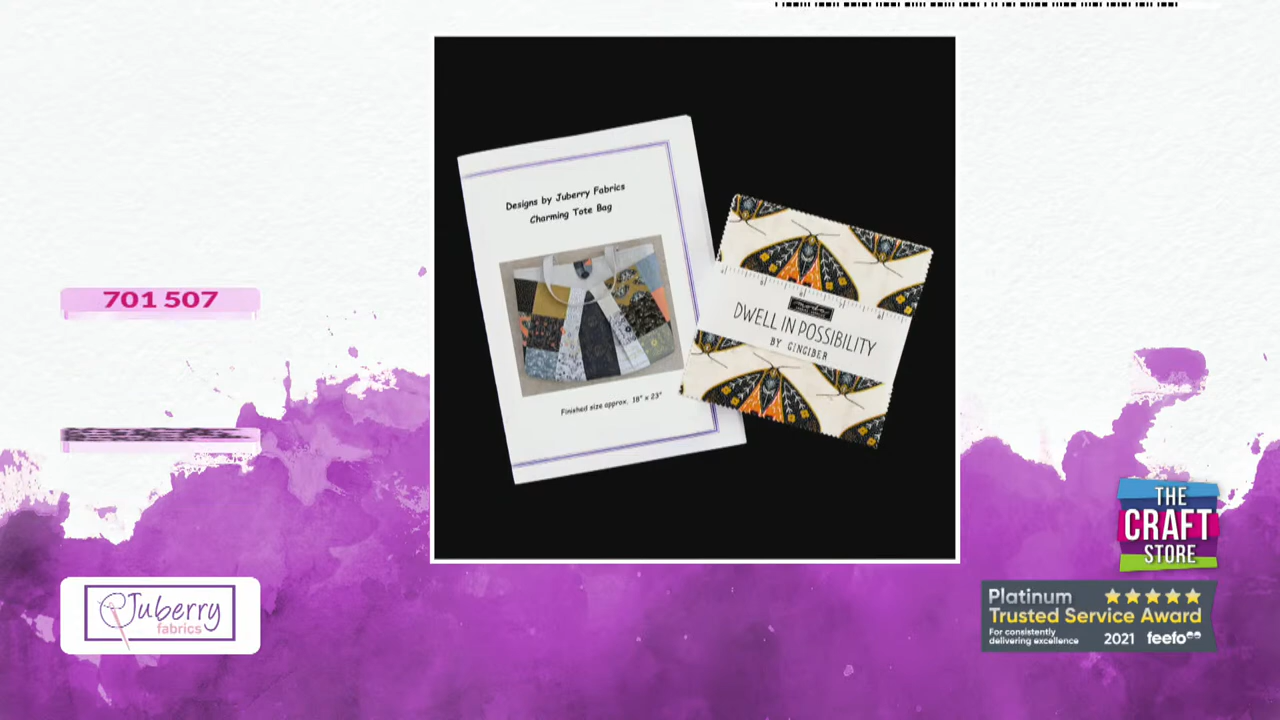 701 507
Designs by Juberry Fabrics
Charming Tote Bag
Finished size approx. 18" x 23"
moda
DWELL IN POSSIBILITY
BY GINGIBER
Juberry
fabrics
THE
CRAFT
STORE
Platinum
Trusted Service Award
For consistently
delivering excellence
2021 feefo